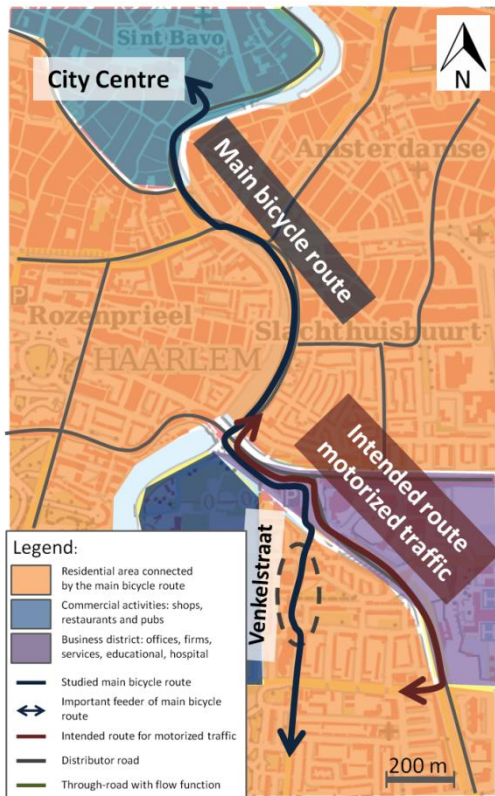 Sint Bavo
City Centre
N
Amsterdamse
Main bicycle route
Rozenprieel
Slachthuisbuurt
HAARLEM
Intended route
motorized traffic
P
P
Venkelstraat
Legend:
Residential area connected
by the main bicycle route
Commercial activities: shops,
restaurants and pubs
Business district: offices, firms,
services, educational, hospital
Studied main bicycle route
Important feeder of main bicycle
route
Intended route for motorized traffic
Distributor road
Through-road with flow function
200 m